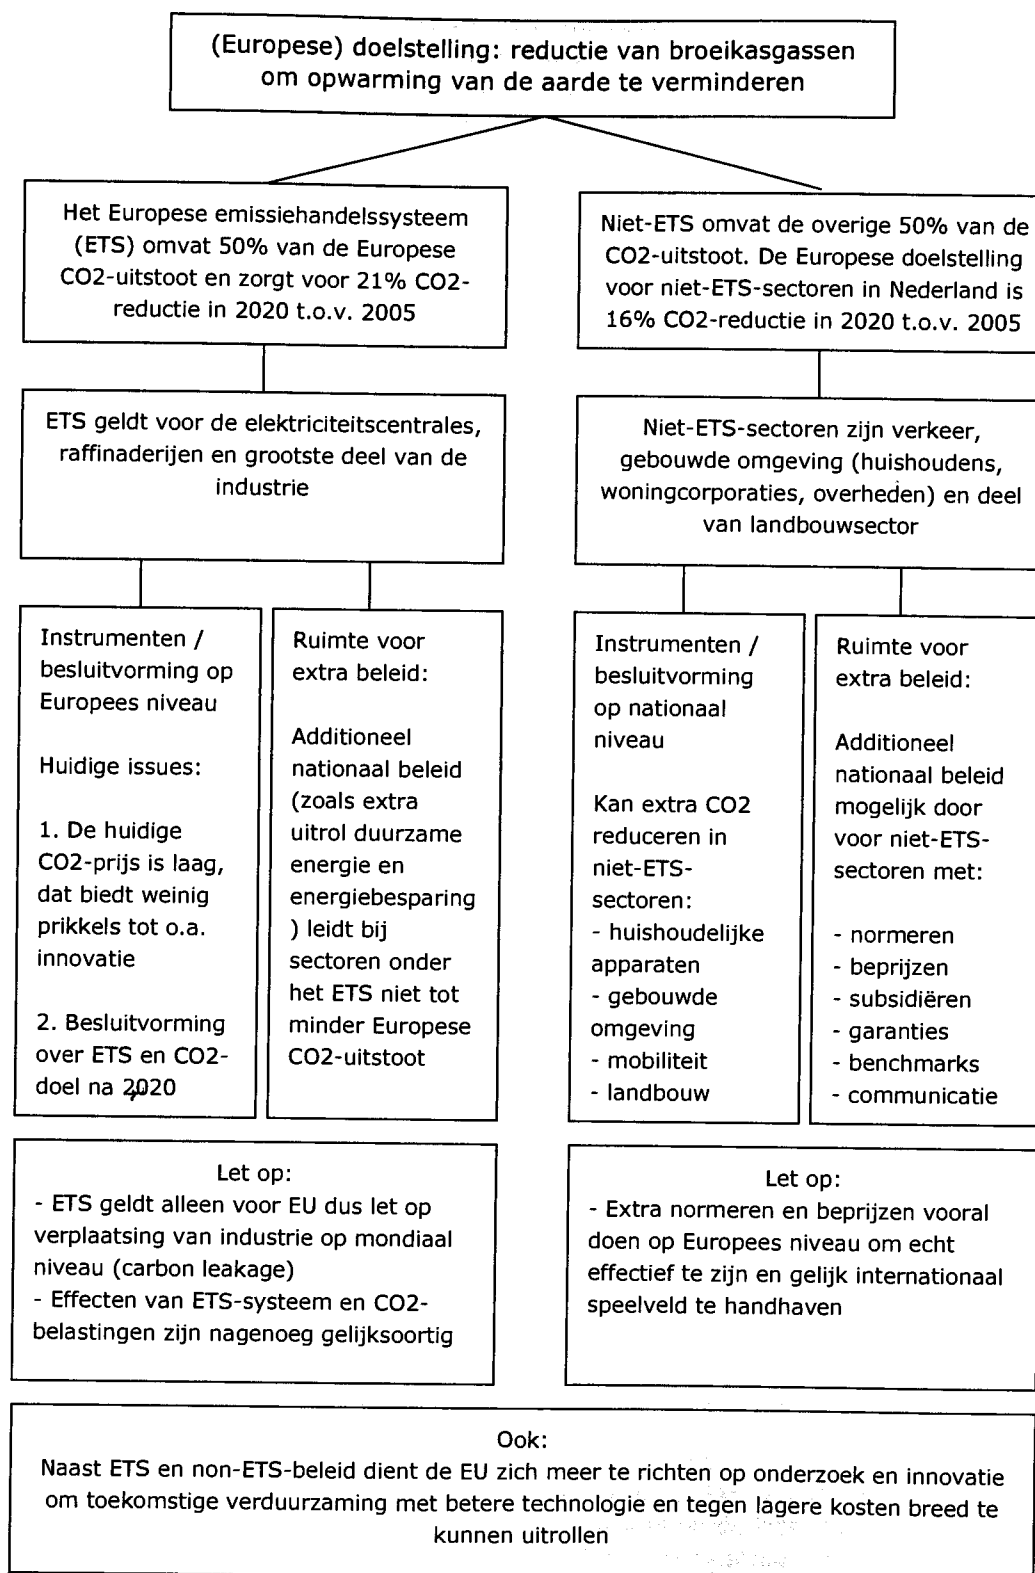 (Europese) doelstelling: reductie van broeikasgassen
om opwarming van de aarde te verminderen
Het Europese emissiehandelssysteem
(ETS) omvat 50% van de Europese
CO2-uitstoot en zorgt voor 21% CO2-
reductie in 2020 t.o.v. 2005
Niet-ETS omvat de overige 50% van de
CO2-uitstoot. De Europese doelstelling
voor niet-ETS-sectoren in Nederland is
16% CO2-reductie in 2020 t.o.v. 2005
ETS geldt voor de elektriciteitscentrales,
raffinaderijen en grootste deel van de
industrie
Niet-ETS-sectoren zijn verkeer,
gebouwde omgeving (huishoudens,
woningcorporaties, overheden) en deel
van landbouwsector
Instrumenten /
besluitvorming op
Europees niveau
Huidige issues:
1. De huidige
CO2-prijs is laag,
dat biedt weinig
prikkels tot o.a.
innovatie
2. Besluitvorming
over ETS en CO2-
doel na 2020
Ruimte voor
extra beleid:
Additioneel
nationaal beleid
(zoals extra
uitrol duurzame
energie en
energiebesparing
) leidt bij
sectoren onder
het ETS niet tot
minder Europese
CO2-uitstoot
Instrumenten /
besluitvorming
op nationaal
niveau
Kan extra CO2
reduceren in
niet-ETS-
sectoren:
- huishoudelijke
apparaten
- gebouwde
omgeving
- mobiliteit
- landbouw
Ruimte voor
extra beleid:
Additioneel
nationaal beleid
mogelijk door
voor niet-ETS-
sectoren met:
- normeren
- beprijzen
- subsidiëren
- garanties
- benchmarks
- communicatie
Let op:
- ETS geldt alleen voor EU dus let op
verplaatsing van industrie op mondiaal
niveau (carbon leakage)
- Effecten van ETS-systeem en CO2-
belastingen zijn nagenoeg gelijksoortig
Let op:
- Extra normeren en beprijzen vooral
doen op Europees niveau om echt
effectief te zijn en gelijk internationaal
speelveld te handhaven
Ook:
Naast ETS en non-ETS-beleid dient de EU zich meer te richten op onderzoek en innovatie
om toekomstige verduurzaming met betere technologie en tegen lagere kosten breed te
kunnen uitrollen